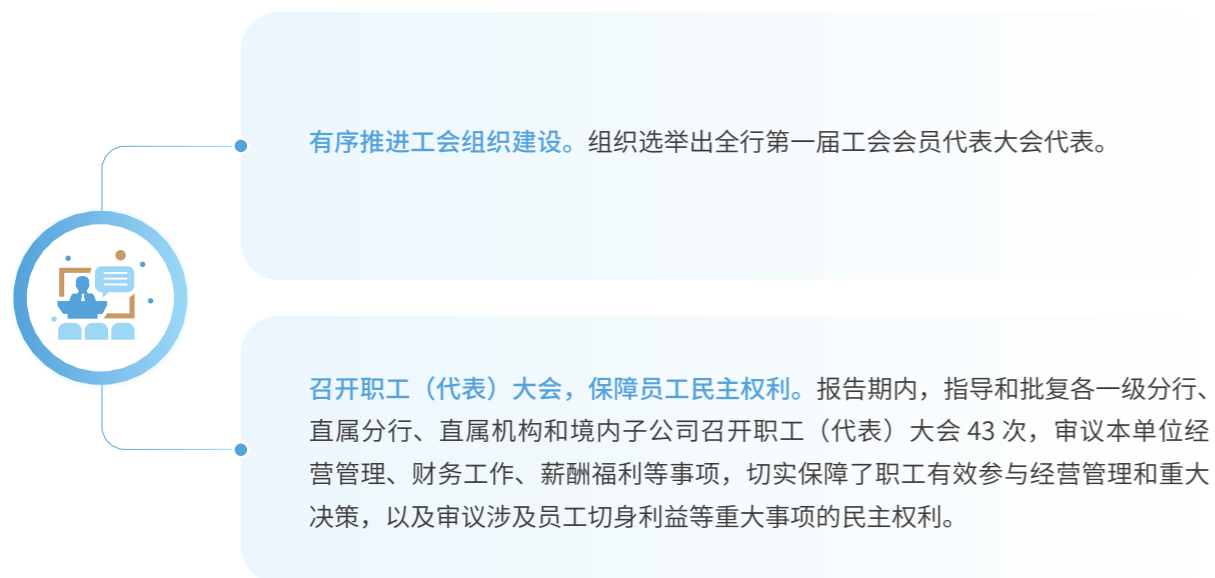 有序推进工会组织建设。组织选举出全行第一届工会会员代表大会代表。
召开职工（代表）大会，保障员工民主权利。报告期内，指导和批复各一级分行、
直属分行、直属机构和境内子公司召开职工（代表）大会 43 次，审议本单位经
营管理、财务工作、薪酬福利等事项，切实保障了职工有效参与经营管理和重大
决策，以及审议涉及员工切身利益等重大事项的民主权利。